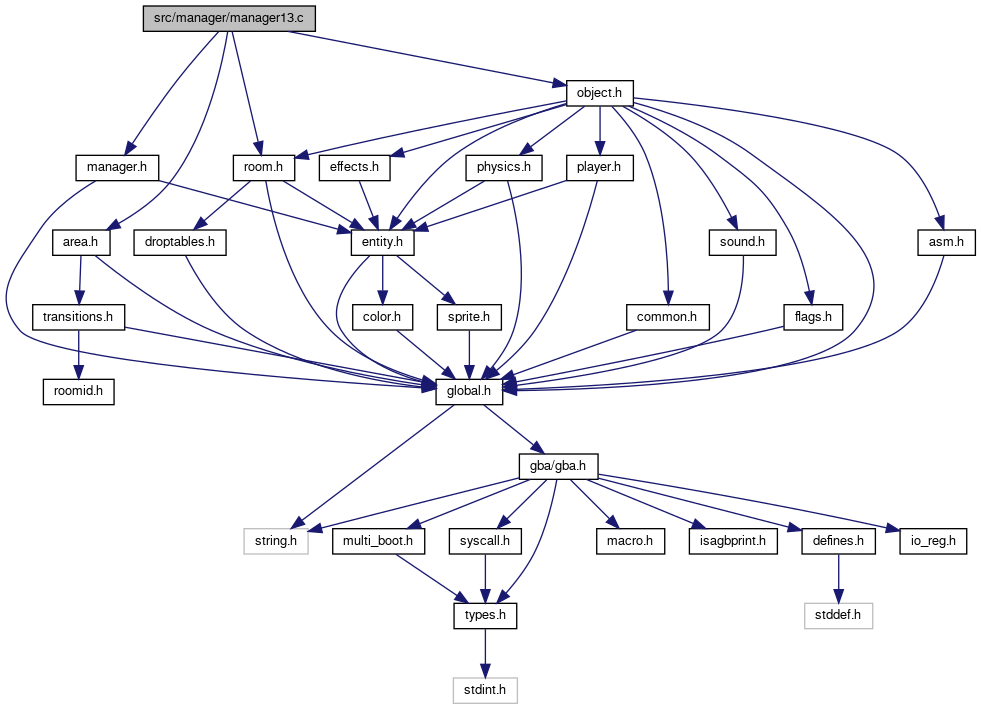 src/manager/manager13.c
object.h
manager.h
room.h
effects.h
physics.h
player.h
area.h
droptables.h
entity.h
sound.h
asm.h
transitions.h
color.h
sprite.h
common.h
flags.h
roomid.h
global.h
gba/gba.h
string.h
multi_boot.h
syscall.h
macro.h
isagbprint.h
defines.h
io_reg.h
types.h
stddef.h
stdint.h